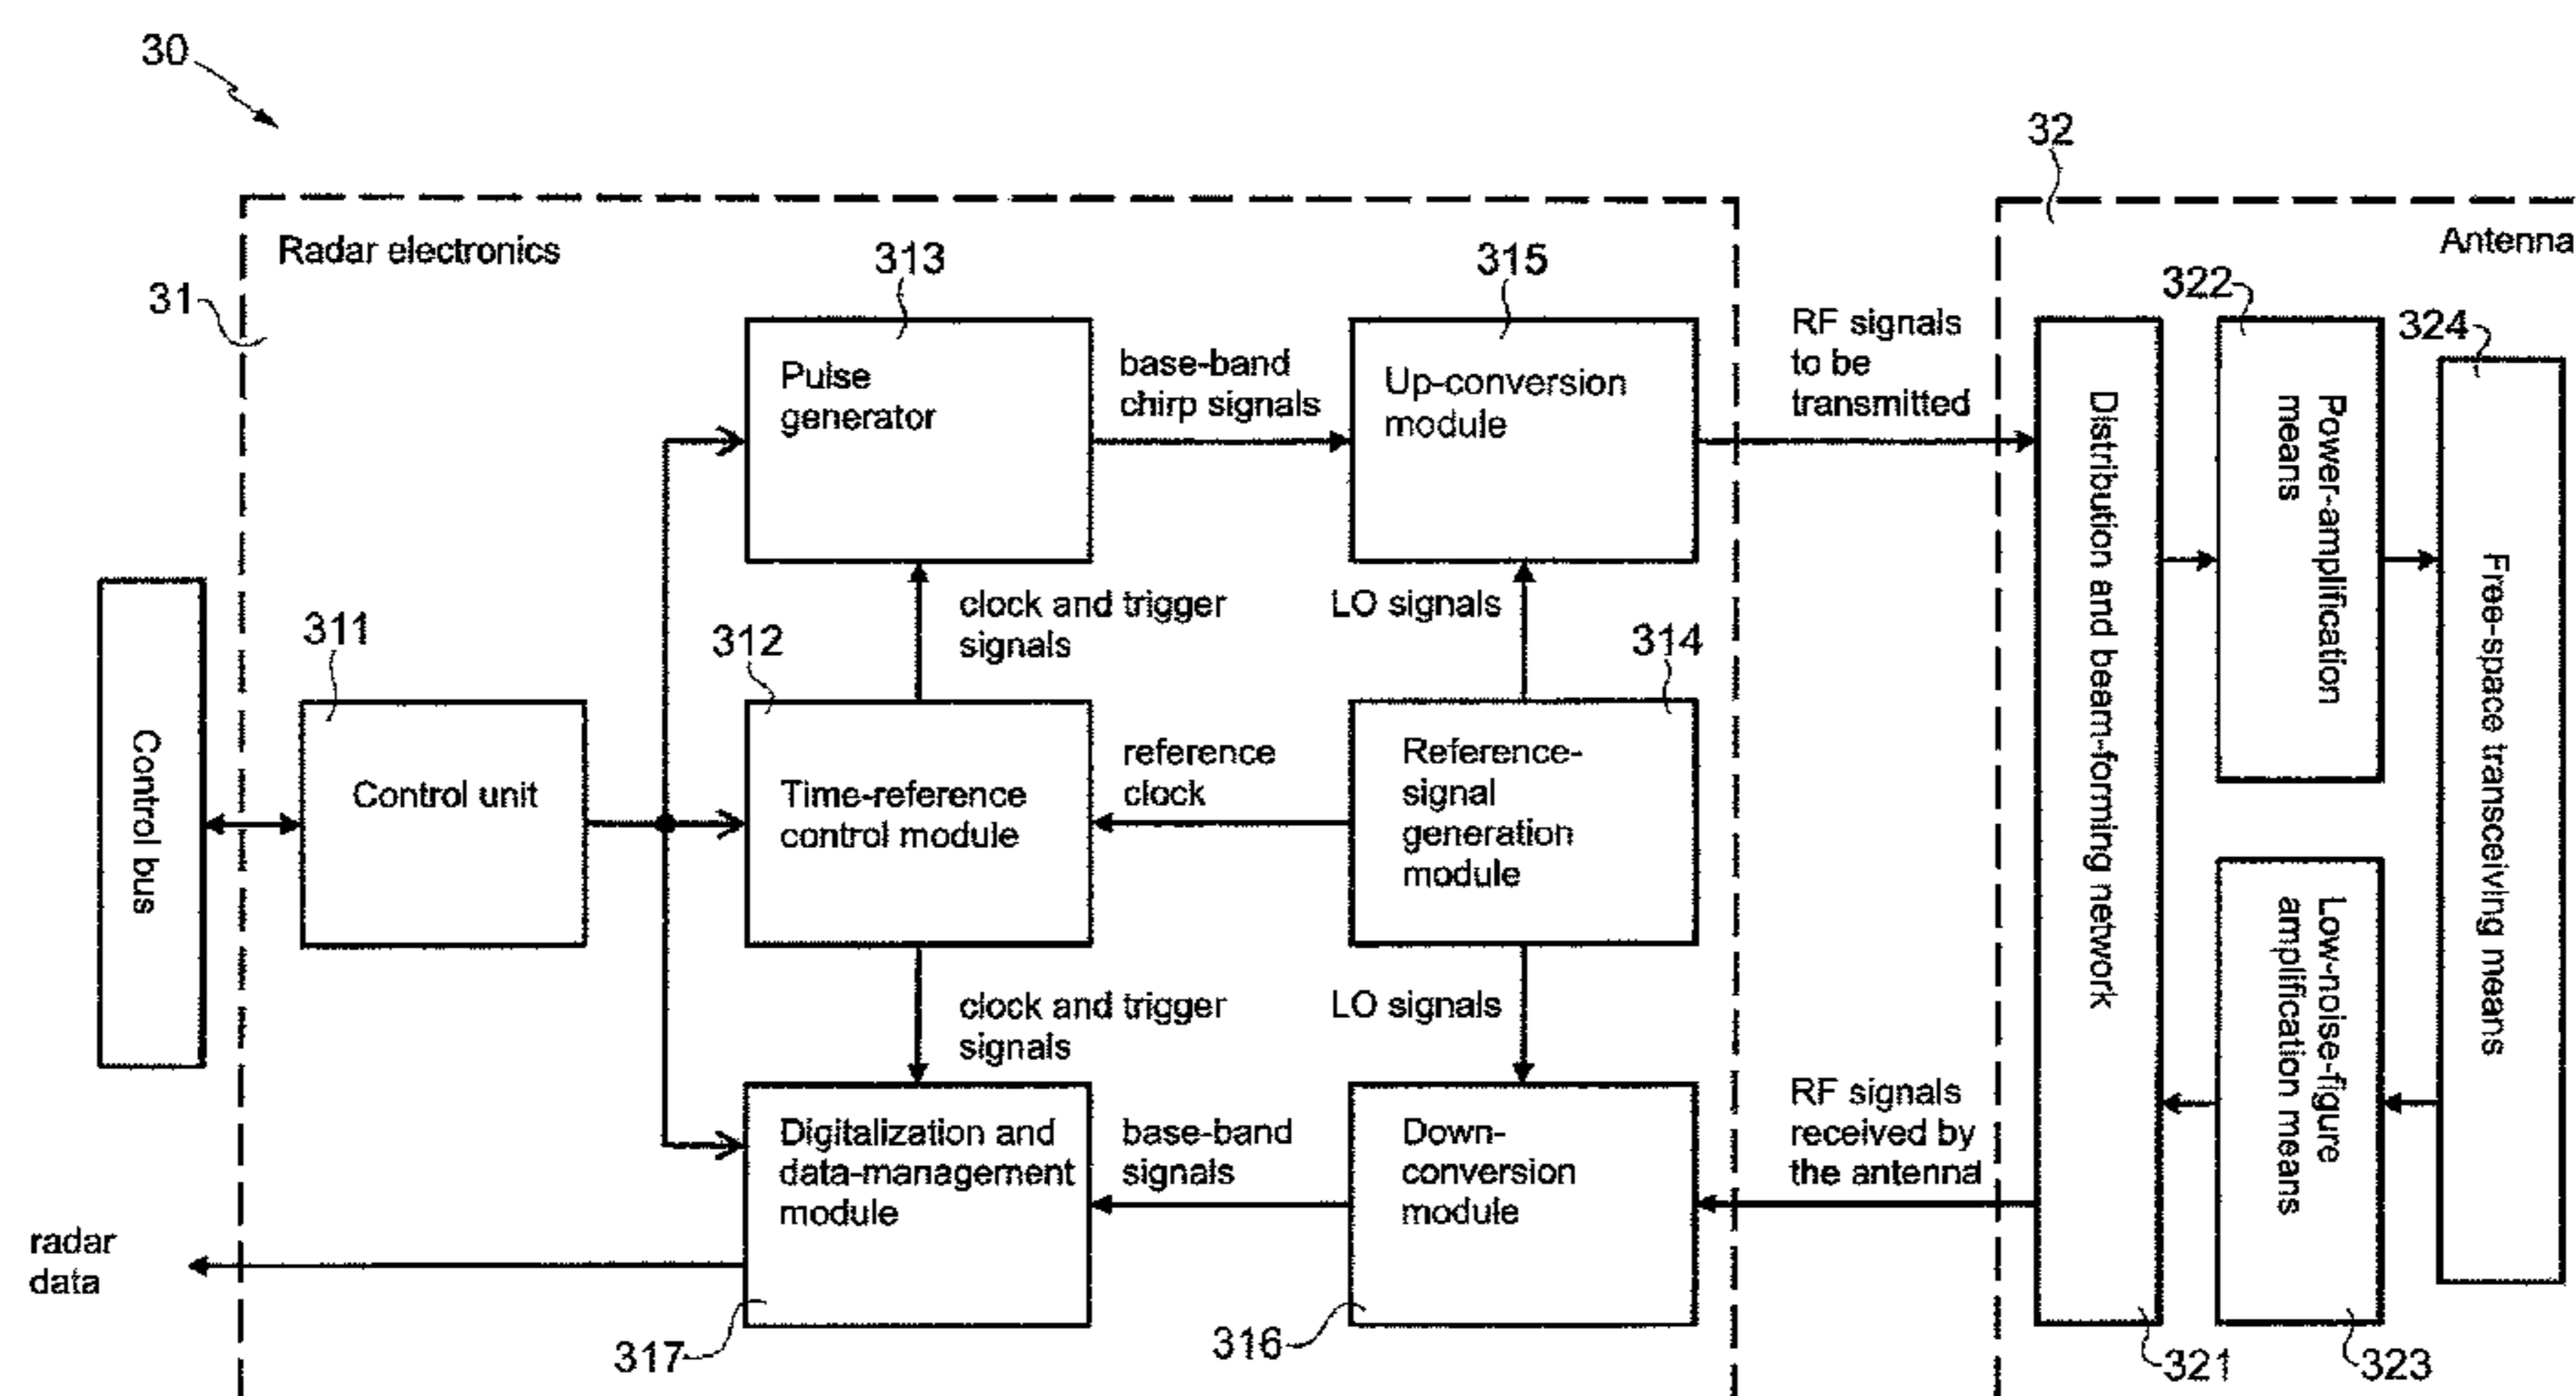 30
32
Radar electronics
Antenna
31
313
315
322
324
Pulse
generator
base-band
chirp signals
Up-conversion
module
RF signals
to be
transmitted
Distribution and beam-forming network
Power-amplification
means
Free-space transceiving means
clock and trigger
signals
LO signals
311
312
314
Control bus
Control unit
Time-reference
control module
reference
clock
Reference-
signal
generation
module
clock and trigger
signals
LO signals
Low-noise-figure
amplification means
Digitalization and
data-management
module
base-band
signals
Down-
conversion
module
RF signals
received by
the antenna
radar
data
317
316
321
323